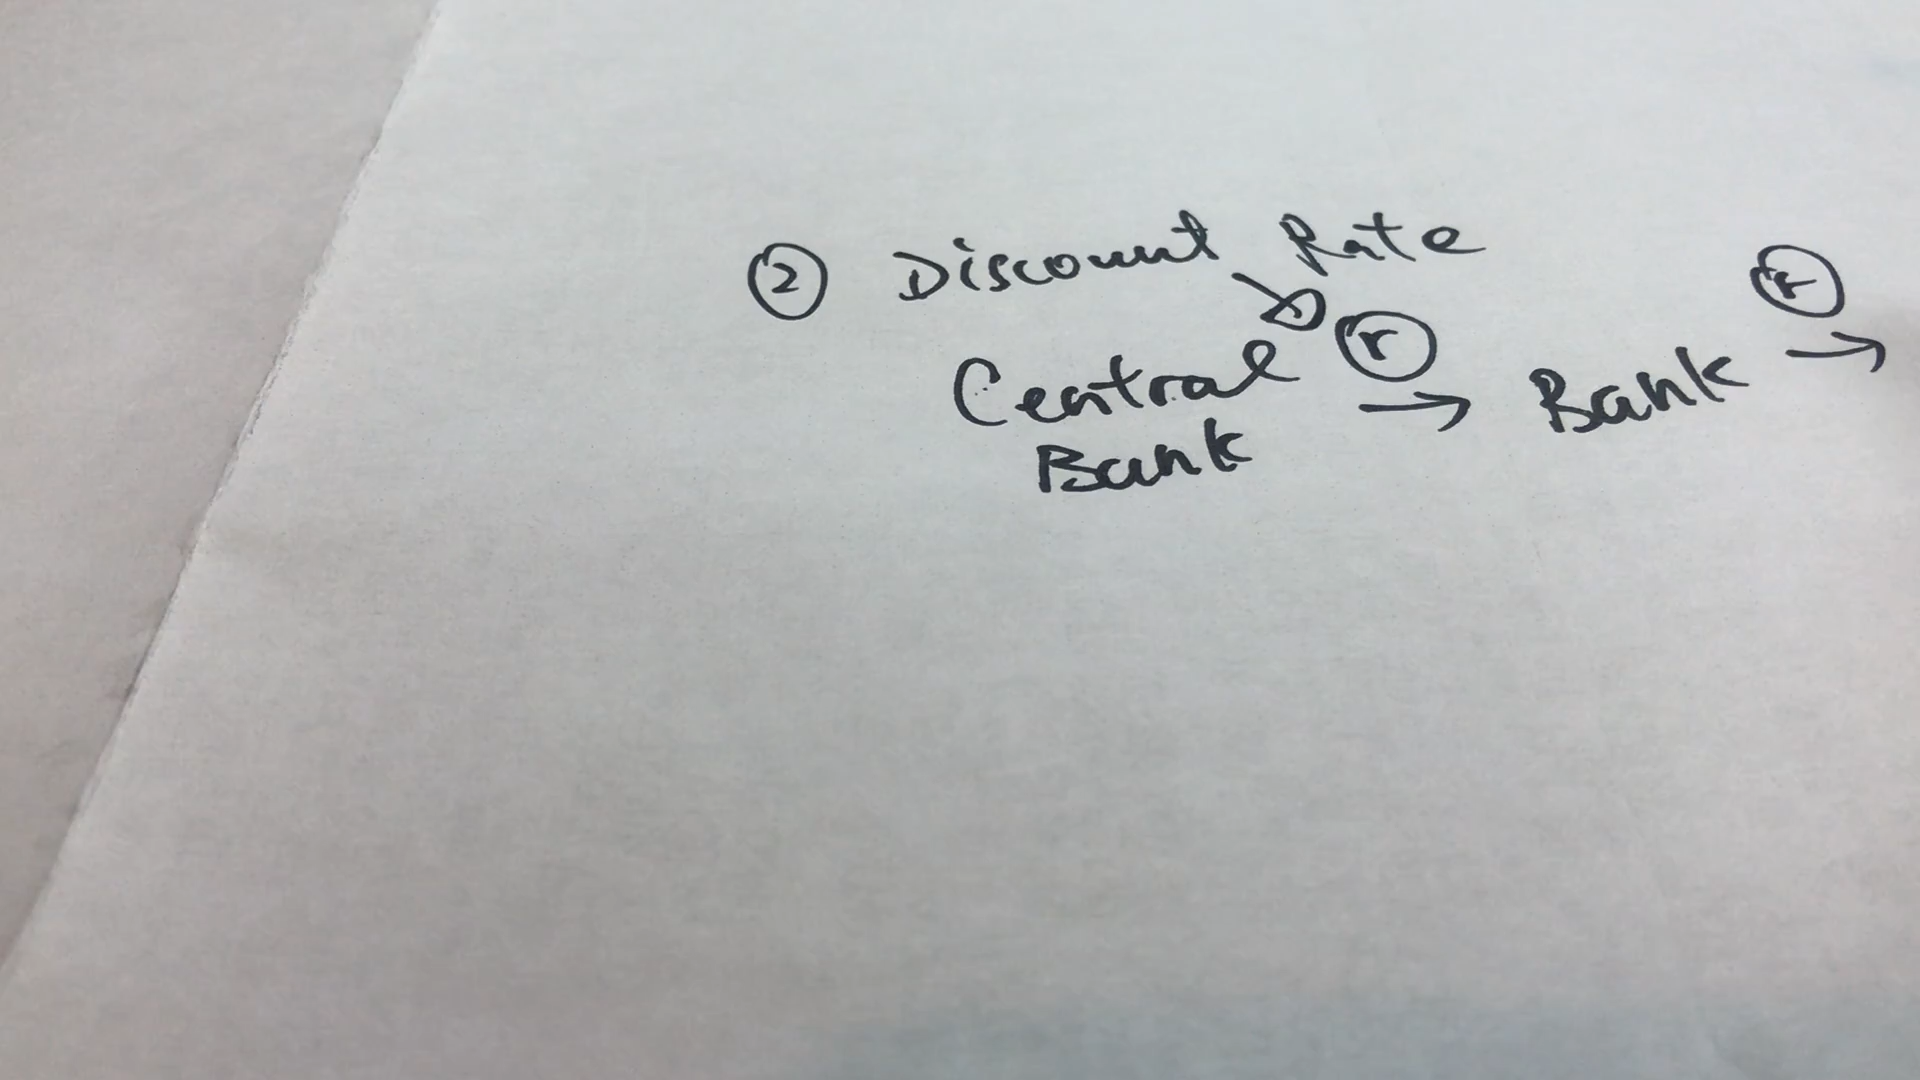 ② Discount Rate
Central ⓡ → Bank ⓡ →
Bank